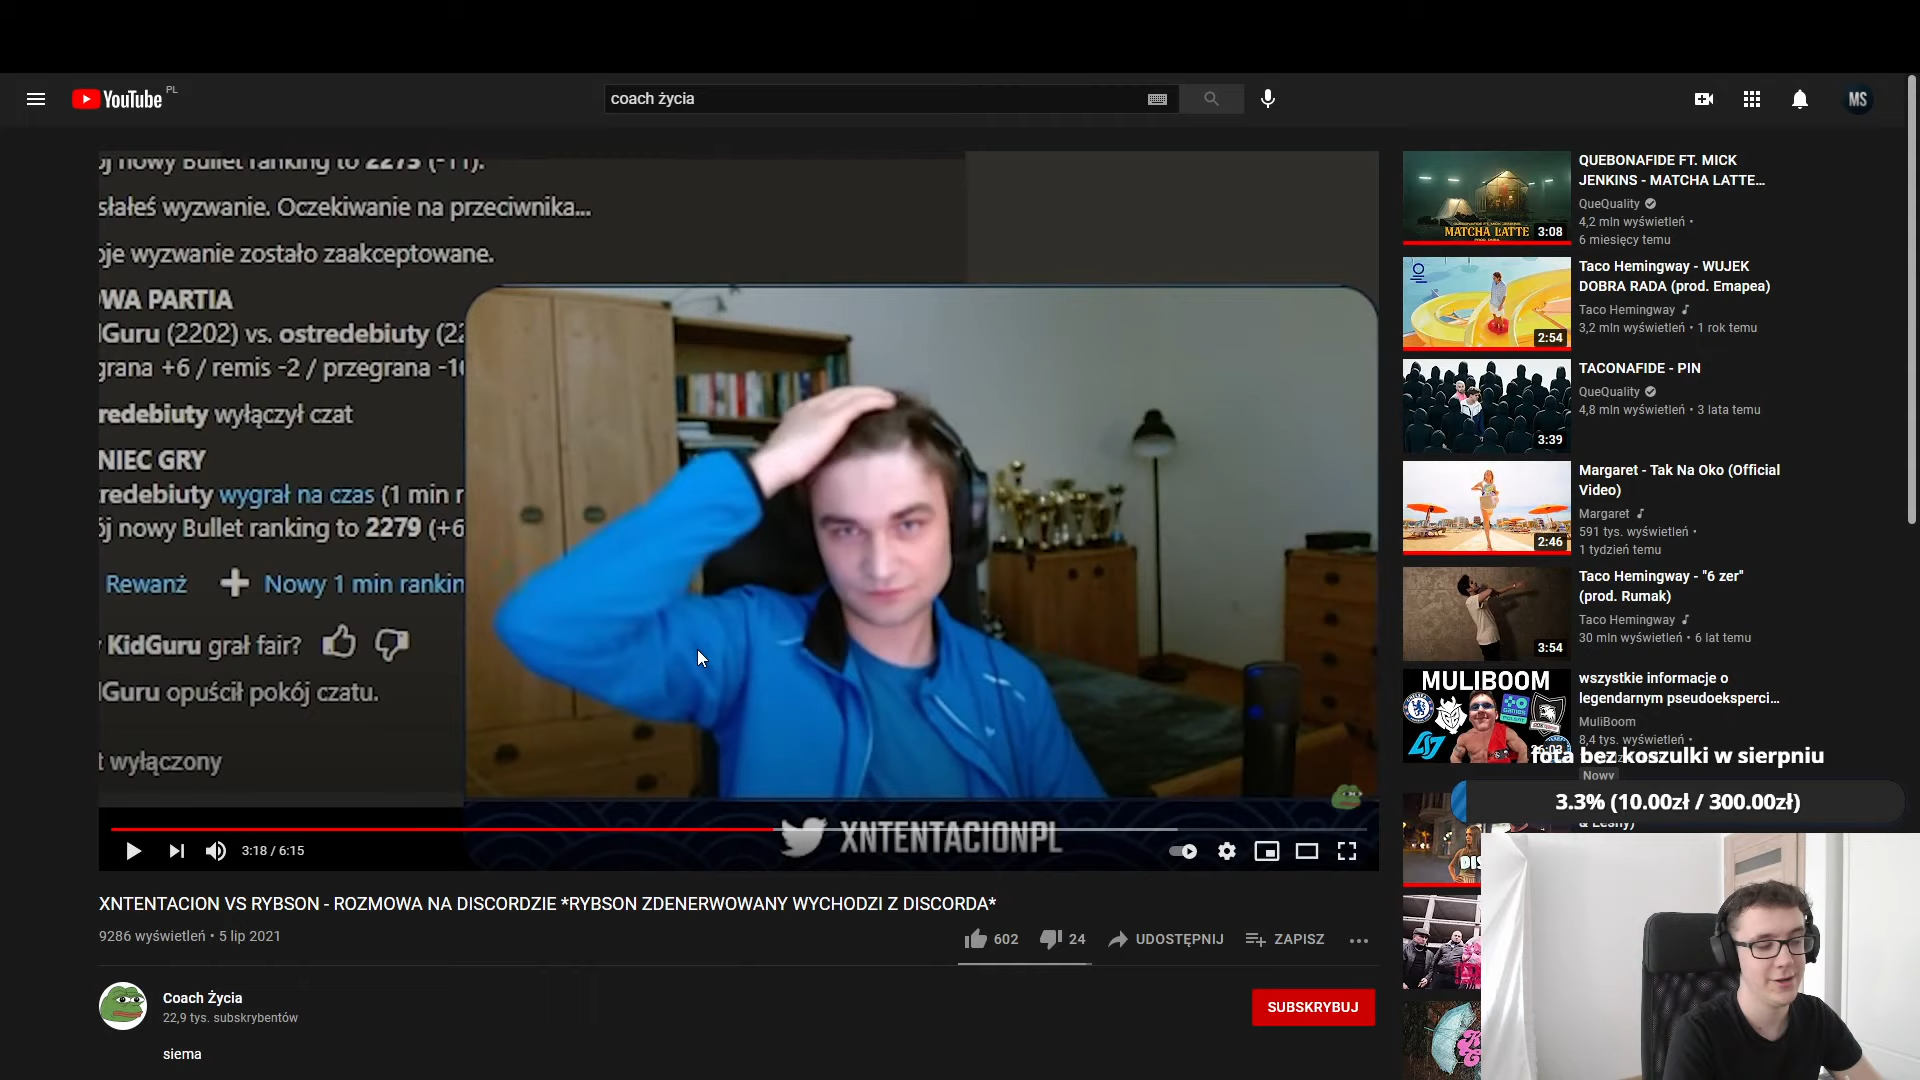 YouTube PL
coach życia
MS
ój nowy Bullet ranking to 2273 (-11).
słałeś wyzwanie. Oczekiwanie na przeciwnika...
oje wyzwanie zostało zaakceptowane.
WA PARTIA
dGuru (2202) vs. ostredebiuty (22
grana +6 / remis -2 / przegrana -10
redebiuty wyłączył czat
NIEC GRY
redebiuty wygrał na czas (1 min r
ój nowy Bullet ranking to 2279 (+6
Rewanż
Nowy 1 min rankin
KidGuru grał fair?
dGuru opuścił pokój czatu.
t wyłączony
XNTENTACIONPL
3:18 / 6:15
XNTENTACION VS RYBSON - ROZMOWA NA DISCORDZIE *RYBSON ZDENERWOWANY WYCHODZI Z DISCORDA*
9286 wyświetleń • 5 lip 2021
602
24
UDOSTĘPNIJ
ZAPISZ
Coach Życia
22,9 tys. subskrybentów
SUBSKRYBUJ
siema
MATCHA LATTE
3:08
QUEBONAFIDE FT. MICK
JENKINS - MATCHA LATTE...
QueQuality
4,2 mln wyświetleń •
6 miesięcy temu
2:54
Taco Hemingway - WUJEK
DOBRA RADA (prod. Emapea)
Taco Hemingway
3,2 mln wyświetleń • 1 rok temu
3:39
TACONAFIDE - PIN
QueQuality
4,8 mln wyświetleń • 3 lata temu
2:46
Margaret - Tak Na Oko (Official
Video)
Margaret
591 tys. wyświetleń •
1 tydzień temu
3:54
Taco Hemingway - "6 zer"
(prod. Rumak)
Taco Hemingway
30 mln wyświetleń • 6 lat temu
MULIBOOM
26:03
wszystkie informacje o
legendarnym pseudoeksperci...
MuliBoom
8,4 tys. wyświetleń •
Nowy
fota bez koszulki w sierpniu
3.3% (10.00zł / 300.00zł)